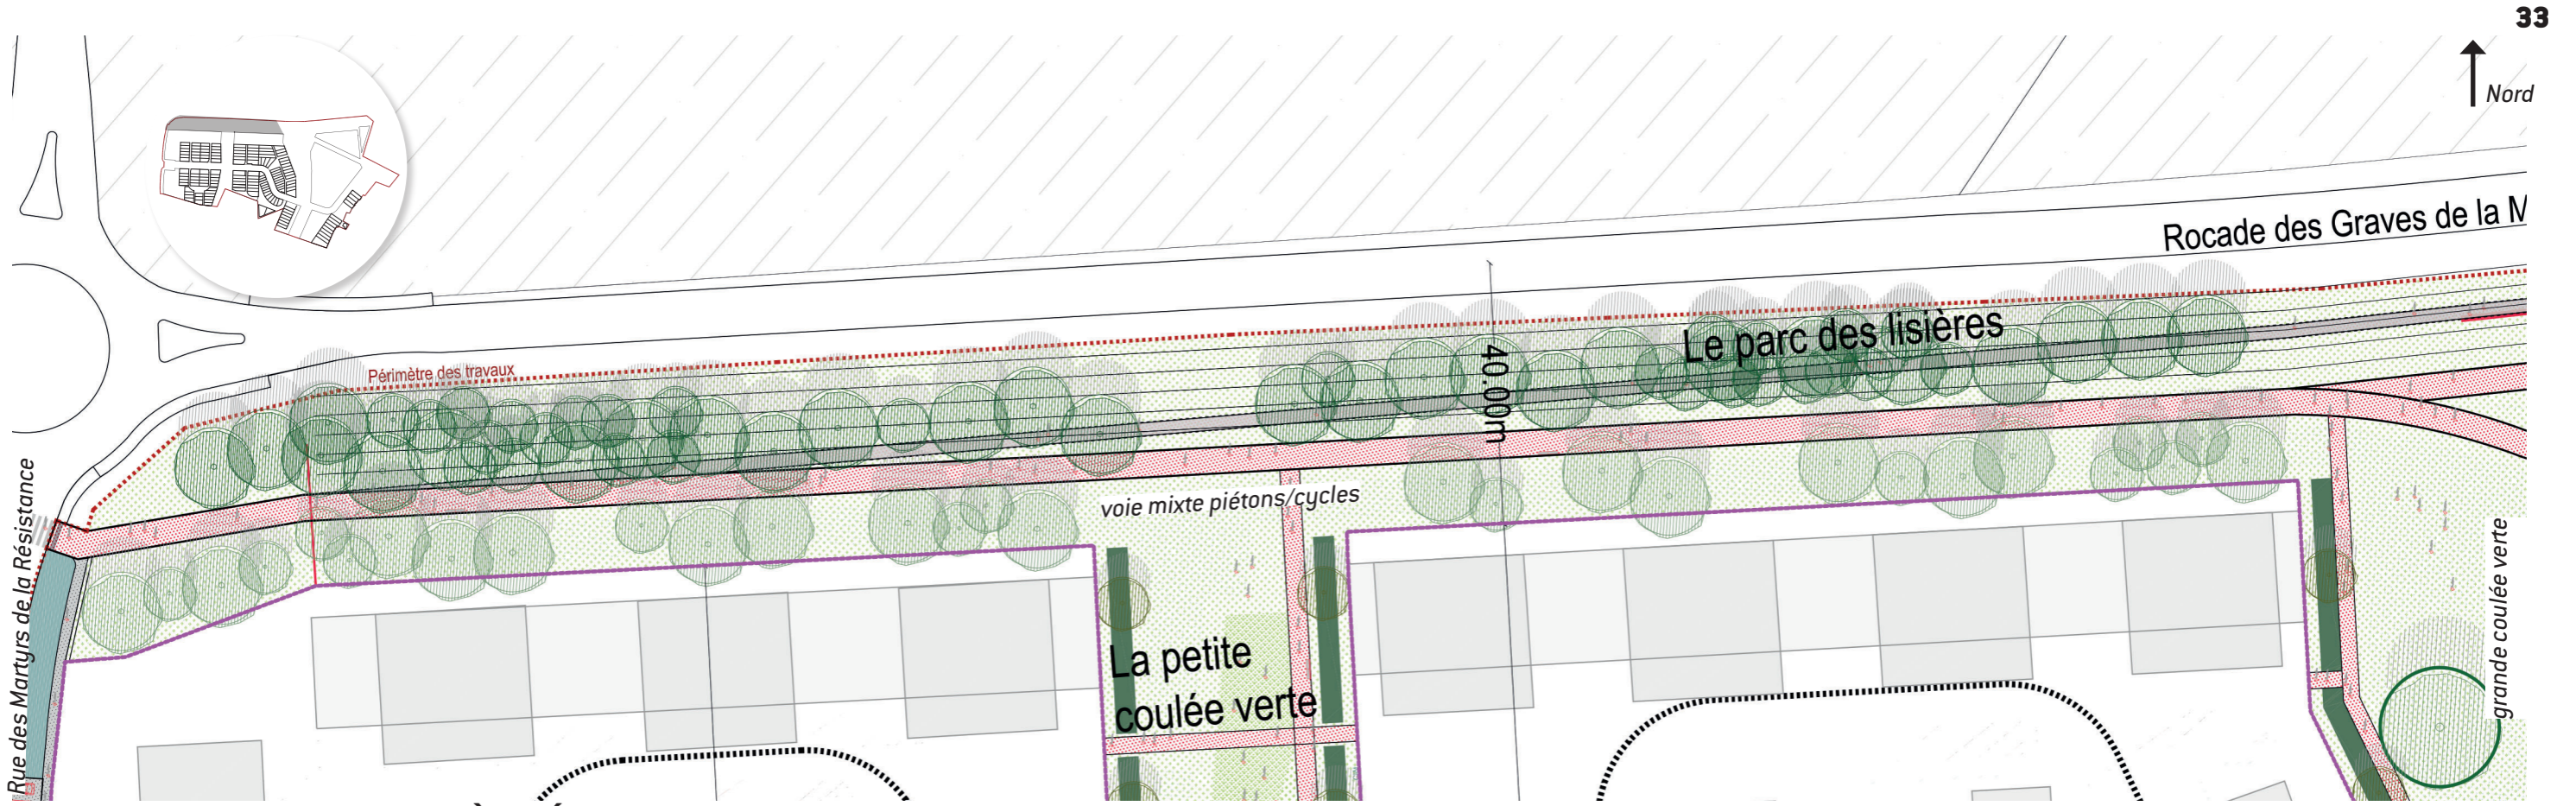 33
Nord
Rocade des Graves de la M
Le parc des lisières
Périmètre des travaux
40.00m
voie mixte piétons/cycles
Rue des Martyrs de la Résistance
grande coulée verte
La petite
coulée verte